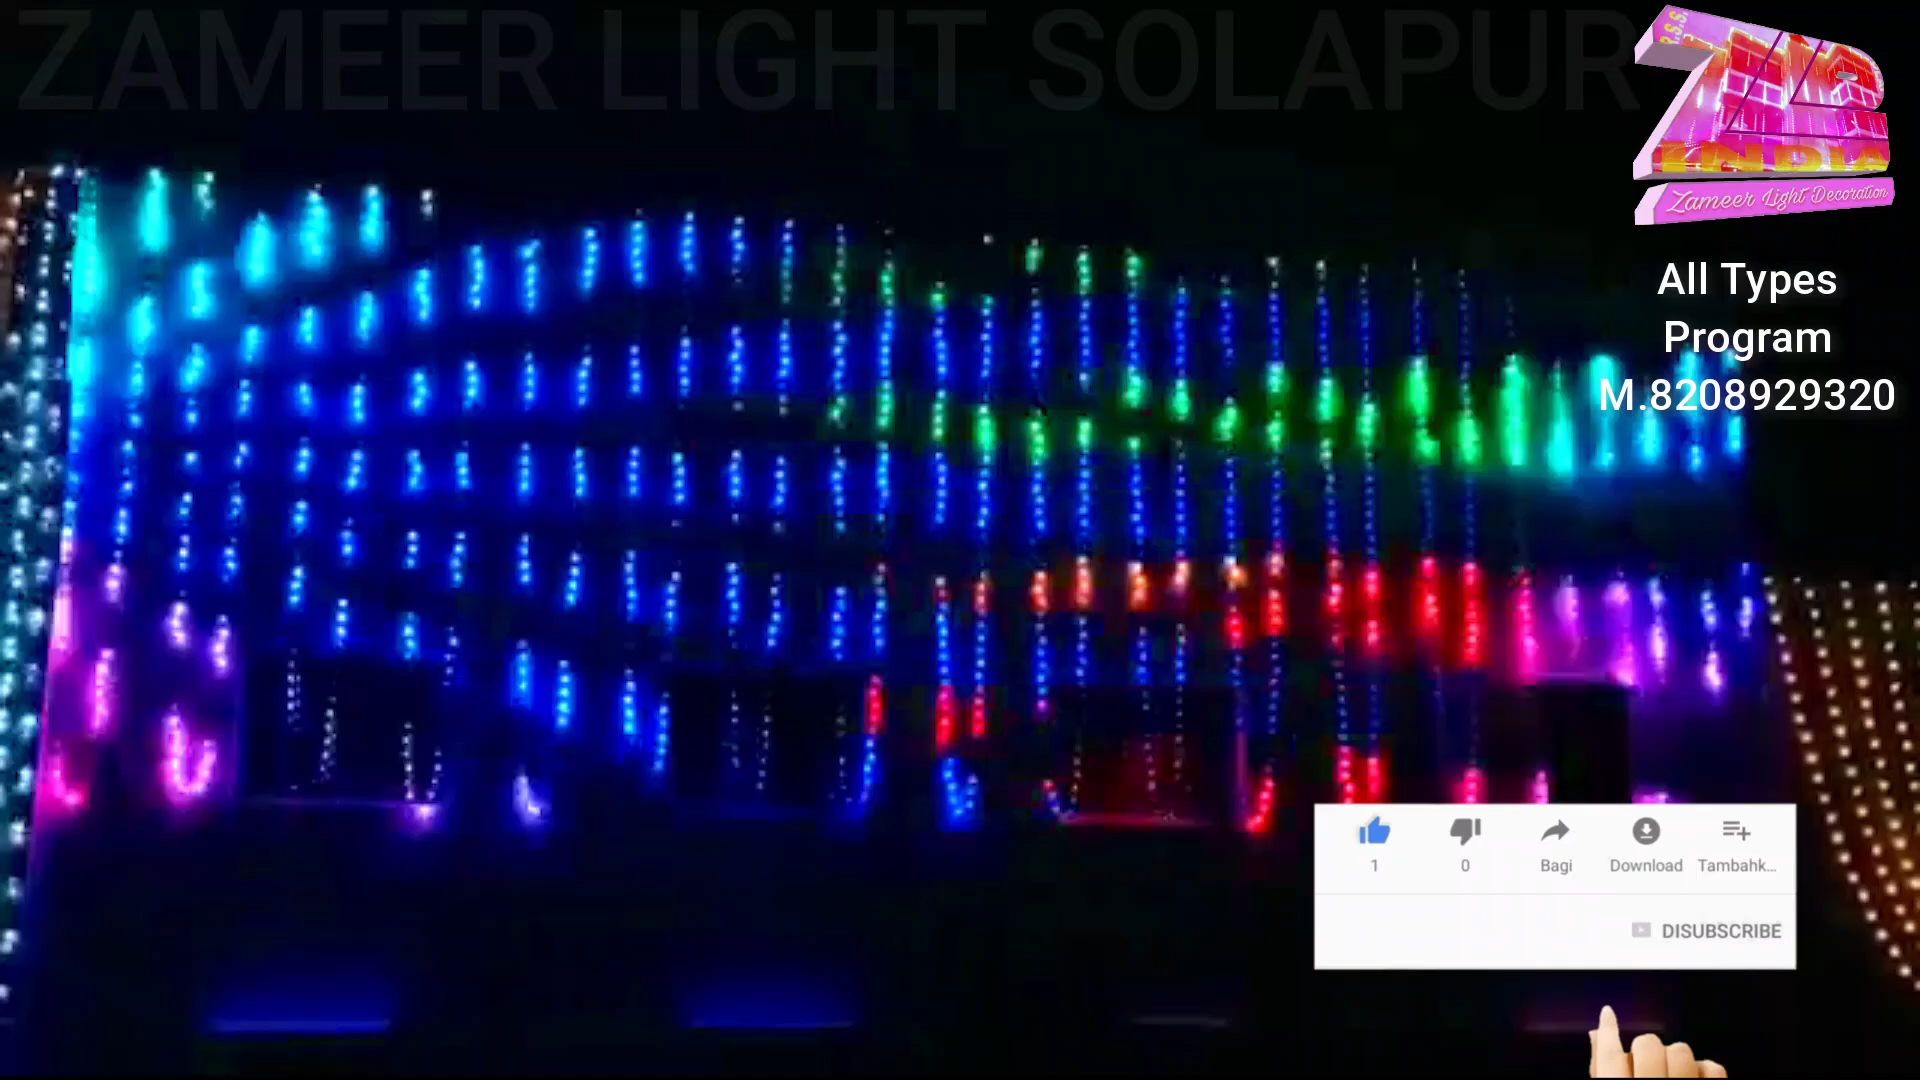 ZAMEER LIGHT SOLAPUR
R.S.S.
INDIA
Zameer Light Decoration
All Types
Program
M.8208929320
1
0
Bagi
Download
Tambahk...
DISUBSCRIBE